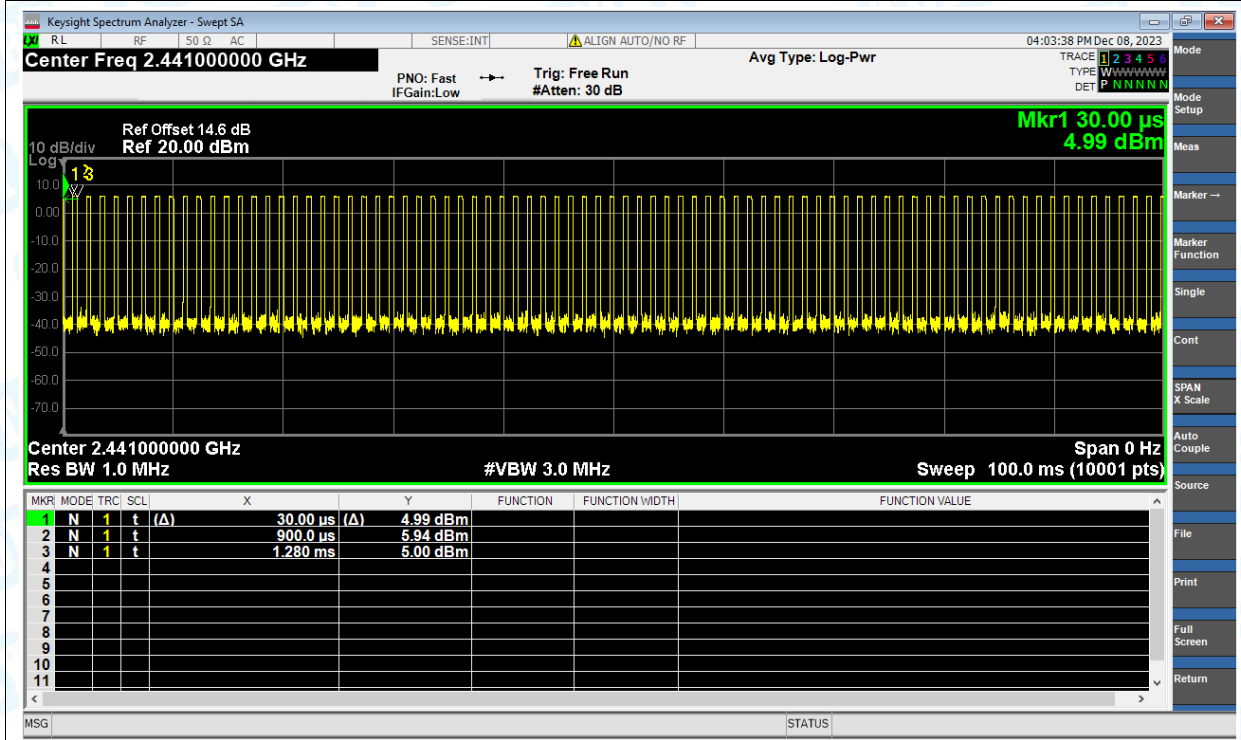 Keysight Spectrum Analyzer - Swept SA
LXI RL RF 50 Ω AC SENSE:INT ALIGN AUTO/NO RF 04:03:38 PM Dec 08, 2023
Center Freq 2.441000000 GHz
Avg Type: Log-Pwr
TRACE 1 2 3 4 5 6
TYPE W
DET P N N N N N
PNO: Fast
IFGain:Low
Trig: Free Run
#Atten: 30 dB
Mkr1 30.00 µs
4.99 dBm
Ref Offset 14.6 dB
10 dB/div Ref 20.00 dBm
Log
1 3
10.0
0.00
-10.0
-20.0
-30.0
-40.0
-50.0
-60.0
-70.0
Center 2.441000000 GHz Span 0 Hz
Res BW 1.0 MHz #VBW 3.0 MHz Sweep 100.0 ms (10001 pts)
MKR MODE TRC SCL X Y FUNCTION FUNCTION WIDTH FUNCTION VALUE
1 N 1 t (Δ) 30.00 µs (Δ) 4.99 dBm
2 N 1 t 900.0 µs 5.94 dBm
3 N 1 t 1.280 ms 5.00 dBm
4
5
6
7
8
9
10
11
MSG STATUS
Mode
Mode
Setup
Meas
Marker →
Marker
Function
Single
Cont
SPAN
X Scale
Auto
Couple
Source
File
Print
Full
Screen
Return